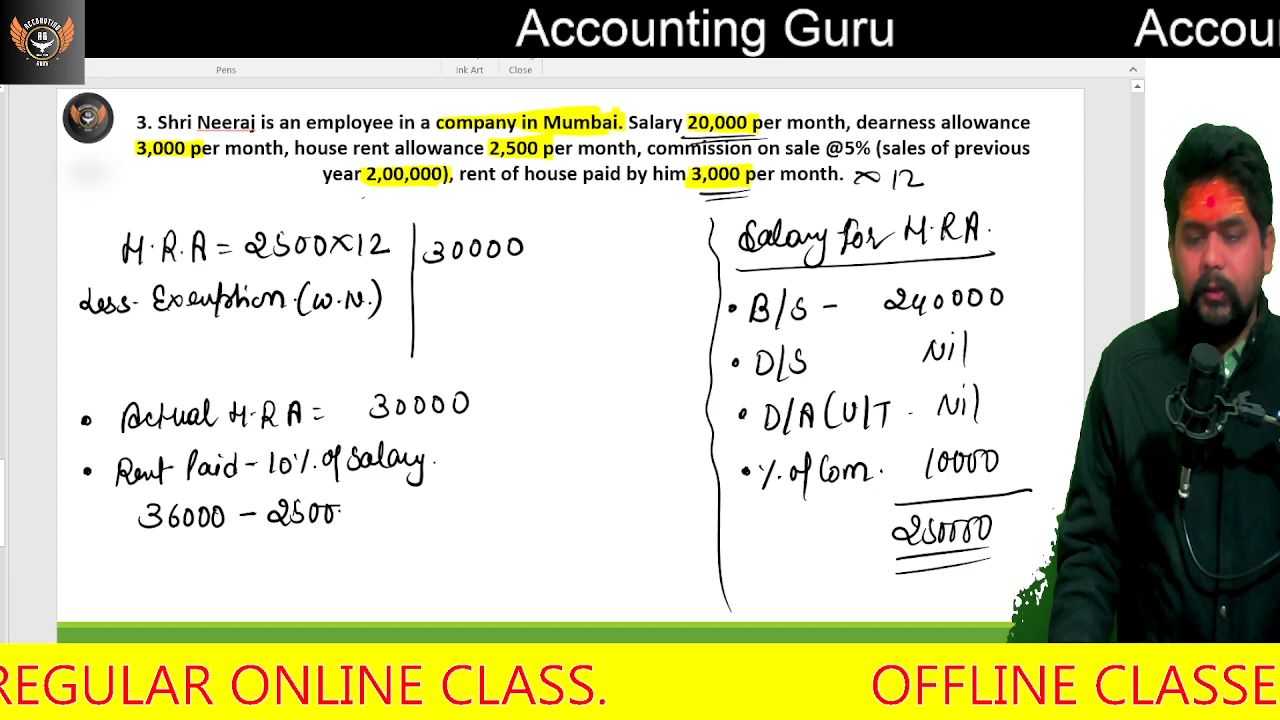 Accounting Guru
Accou
ACCOUNTING
AG
GURU
Pens
Ink Art
Close
3. Shri Neeraj is an employee in a company in Mumbai. Salary 20,000 per month, dearness allowance
3,000 per month, house rent allowance 2,500 per month, commission on sale @5% (sales of previous
year 2,00,000), rent of house paid by him 3,000 per month. × 12
H.R.A = 2500×12 30000
Less- Exemption (W.N.)
• Actual H.R.A = 30000
• Rent Paid - 10% of Salary.
36000 - 2500
Salary for H.R.A.
• B/S - 240000
• D/S Nil
• D/A (U/T - Nil
• % of Com. 10000
250000
REGULAR ONLINE CLASS.
OFFLINE CLASSE